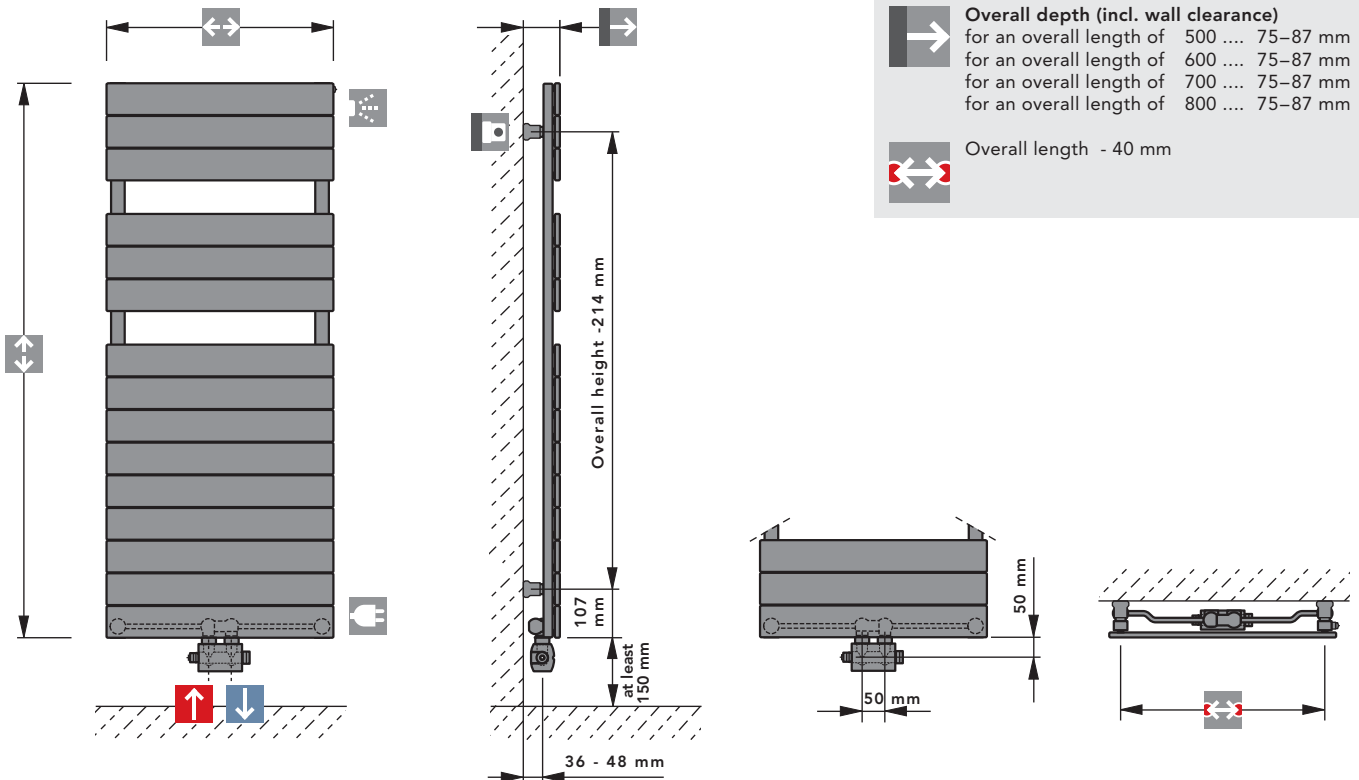 Overall depth (incl. wall clearance)
for an overall length of 500 .... 75–87 mm
for an overall length of 600 .... 75–87 mm
for an overall length of 700 .... 75–87 mm
for an overall length of 800 .... 75–87 mm
Overall length - 40 mm
Overall height -214 mm
107
mm
at least
150 mm
36 - 48 mm
50 mm
50 mm